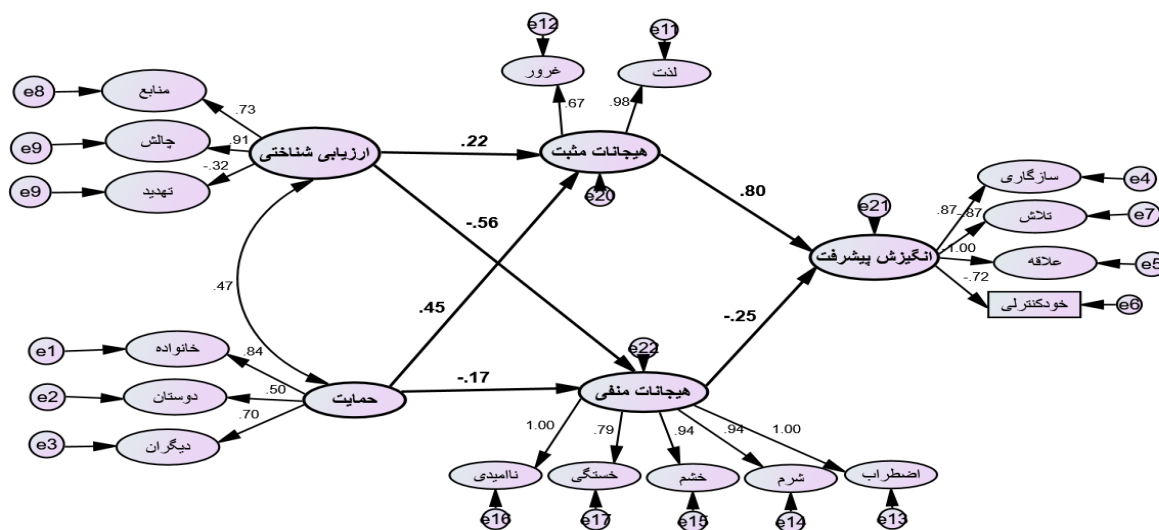 e12
e11
غرور
لذت
e8
منابع
.73
.67
.98
e9
چالش
.91
ارزیابی شناختی
.22
هیجانات مثبت
e9
تهدید
-.32
e20
.80
سازگاری
e4
.87
-.87
تلاش
e7
e21
انگیزش پیشرفت
-1.00
علاقه
e5
-.72
خودکنترلی
e6
-.56
.47
.45
-.25
e1
خانواده
.84
e22
e2
دوستان
.50
حمایت
-.17
هیجانات منفی
e3
دیگران
.70
1.00
.79
.94
.94
1.00
ناامیدی
خستگی
خشم
شرم
اضطراب
e16
e17
e15
e14
e13